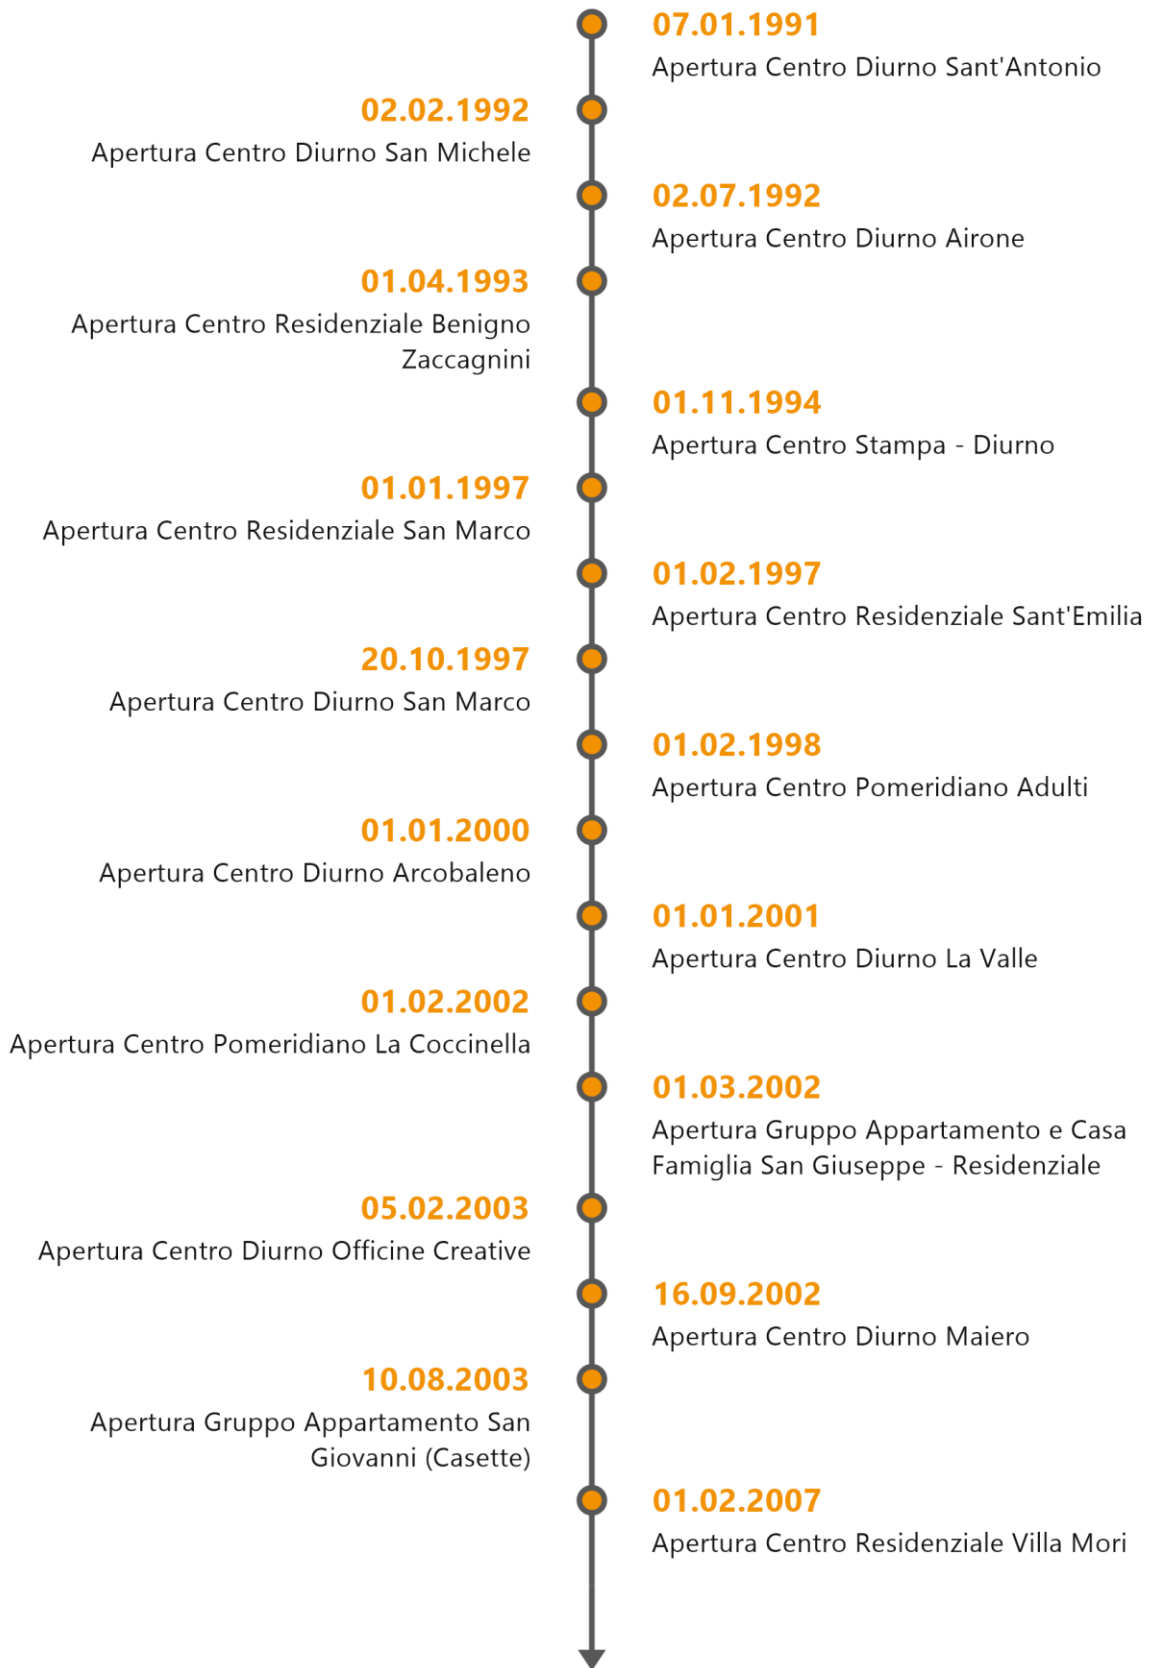 07.01.1991
Apertura Centro Diurno Sant'Antonio
02.02.1992
Apertura Centro Diurno San Michele
02.07.1992
Apertura Centro Diurno Airone
01.04.1993
Apertura Centro Residenziale Benigno
Zaccagnini
01.11.1994
Apertura Centro Stampa - Diurno
01.01.1997
Apertura Centro Residenziale San Marco
01.02.1997
Apertura Centro Residenziale Sant'Emilia
20.10.1997
Apertura Centro Diurno San Marco
01.02.1998
Apertura Centro Pomeridiano Adulti
01.01.2000
Apertura Centro Diurno Arcobaleno
01.01.2001
Apertura Centro Diurno La Valle
01.02.2002
Apertura Centro Pomeridiano La Coccinella
01.03.2002
Apertura Gruppo Appartamento e Casa
Famiglia San Giuseppe - Residenziale
05.02.2003
Apertura Centro Diurno Officine Creative
16.09.2002
Apertura Centro Diurno Maiero
10.08.2003
Apertura Gruppo Appartamento San
Giovanni (Casette)
01.02.2007
Apertura Centro Residenziale Villa Mori